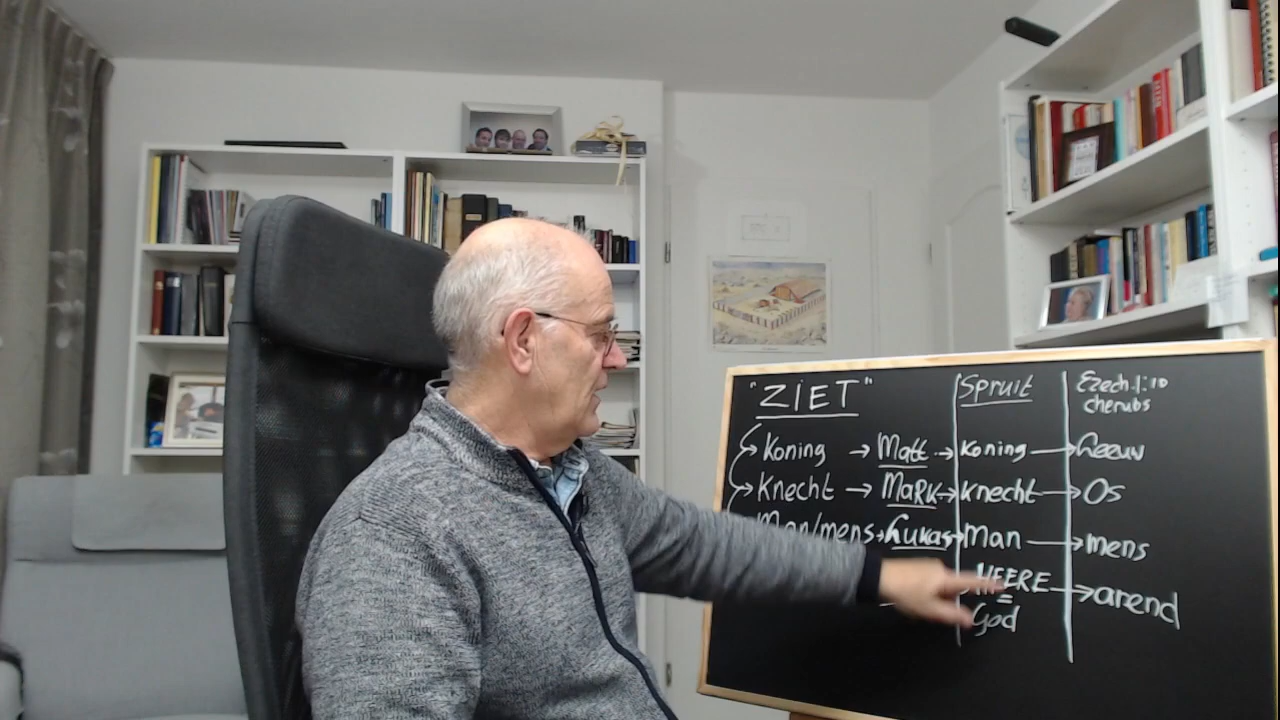 "ZIET" Spruit Ezech. 1:10
cherubs
Koning → Matt → Koning → Leeuw
Knecht → MaRK → Knecht → Os
Man/mens → Lukas → Man → mens
HEERE → arend
=
God